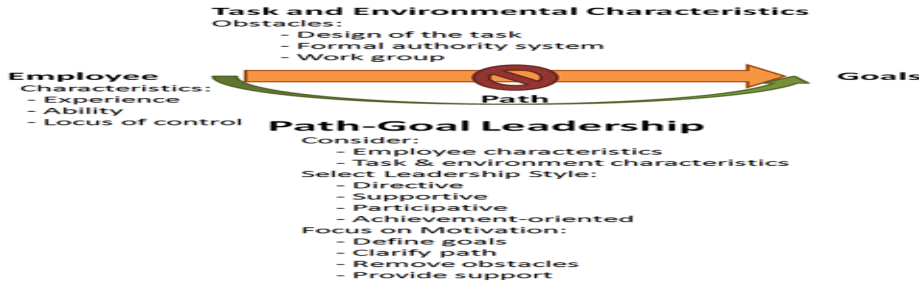 Task and Environmental Characteristics
Obstacles:
- Design of the task
- Formal authority system
- Work group
Employee
Characteristics:
- Experience
- Ability
- Locus of control
Path
Goals
Path-Goal Leadership
Consider:
- Employee characteristics
- Task & environment characteristics
Select Leadership Style:
- Directive
- Supportive
- Participative
- Achievement-oriented
Focus on Motivation:
- Define goals
- Clarify path
- Remove obstacles
- Provide support